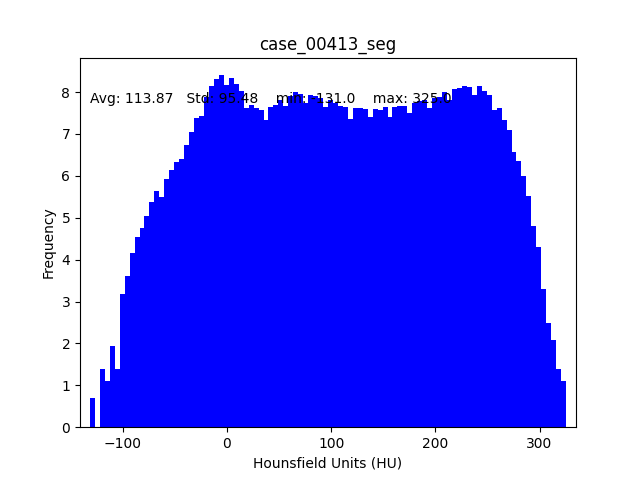 case_00413_seg
Avg: 113.87 Std: 95.48 min: -131.0 max: 325.0
8
7
6
5
4
3
2
1
0
Frequency
−100 0 100 200 300
Hounsfield Units (HU)